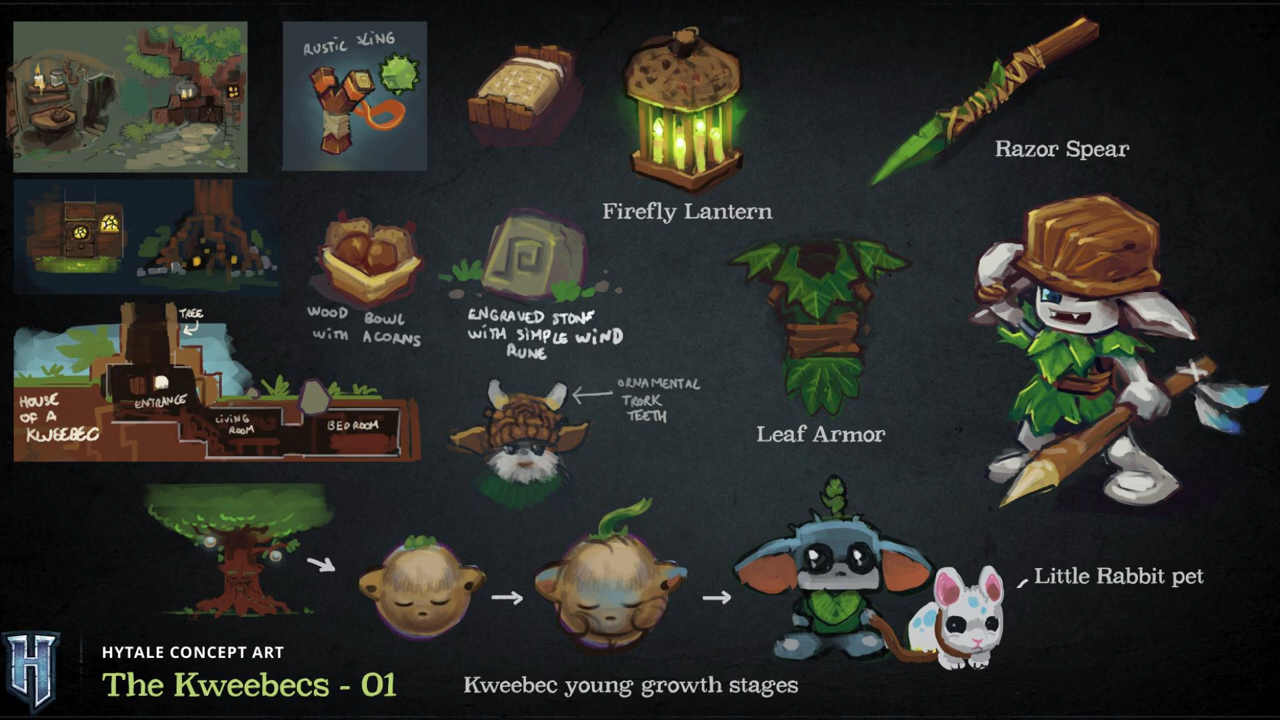 RUSTIC SLING
Firefly Lantern
Razor Spear
WOOD BOWL
WITH ACORNS
ENGRAVED STONE
WITH SIMPLE WIND
RUNE
TREE
HOUSE
OF A
KWEEBEC
ENTRANCE
LIVING
ROOM
BEDROOM
ORNAMENTAL
TRORK
TEETH
Leaf Armor
Little Rabbit pet
H
HYTALE CONCEPT ART
The Kweebecs - 01
Kweebec young growth stages